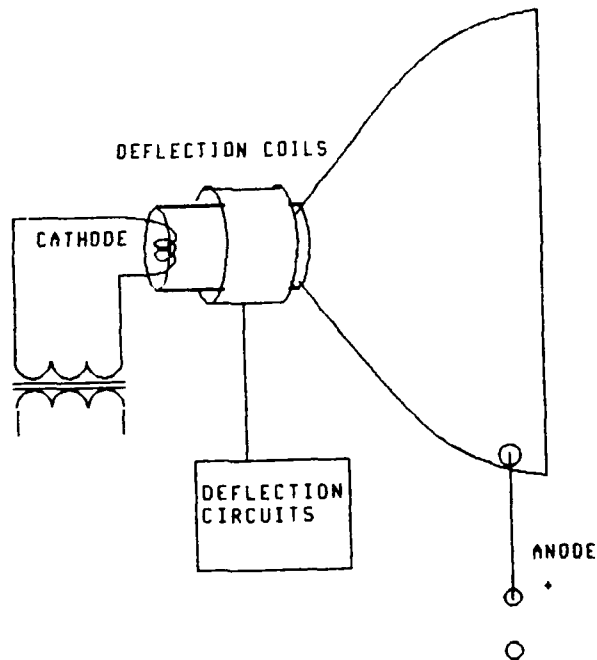 DEFLECTION COILS
CATHODE
DEFLECTION
CIRCUITS
ANODE
+